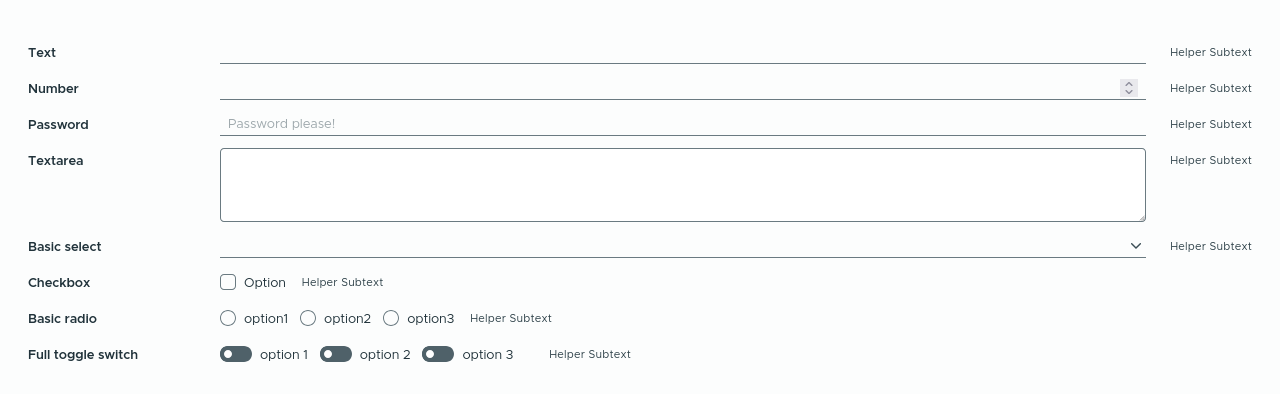 Text Helper Subtext
Number Helper Subtext
Password Password please! Helper Subtext
Textarea Helper Subtext
Basic select Helper Subtext
Checkbox Option Helper Subtext
Basic radio option1 option2 option3 Helper Subtext
Full toggle switch option 1 option 2 option 3 Helper Subtext